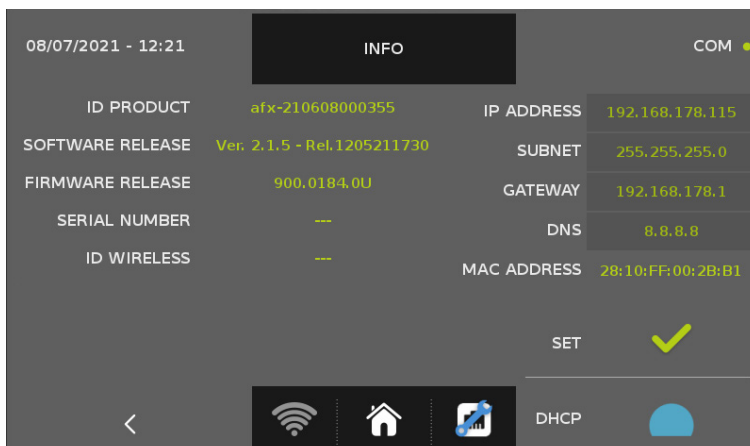 08/07/2021 - 12:21 INFO COM
ID PRODUCT afx-210608000355 IP ADDRESS 192.168.178.115
SOFTWARE RELEASE Ver. 2.1.5 - Rel.1205211730 SUBNET 255.255.255.0
FIRMWARE RELEASE 900.0184.0U GATEWAY 192.168.178.1
SERIAL NUMBER --- DNS 8.8.8.8
ID WIRELESS --- MAC ADDRESS 28:10:FF:00:2B:B1
SET
DHCP